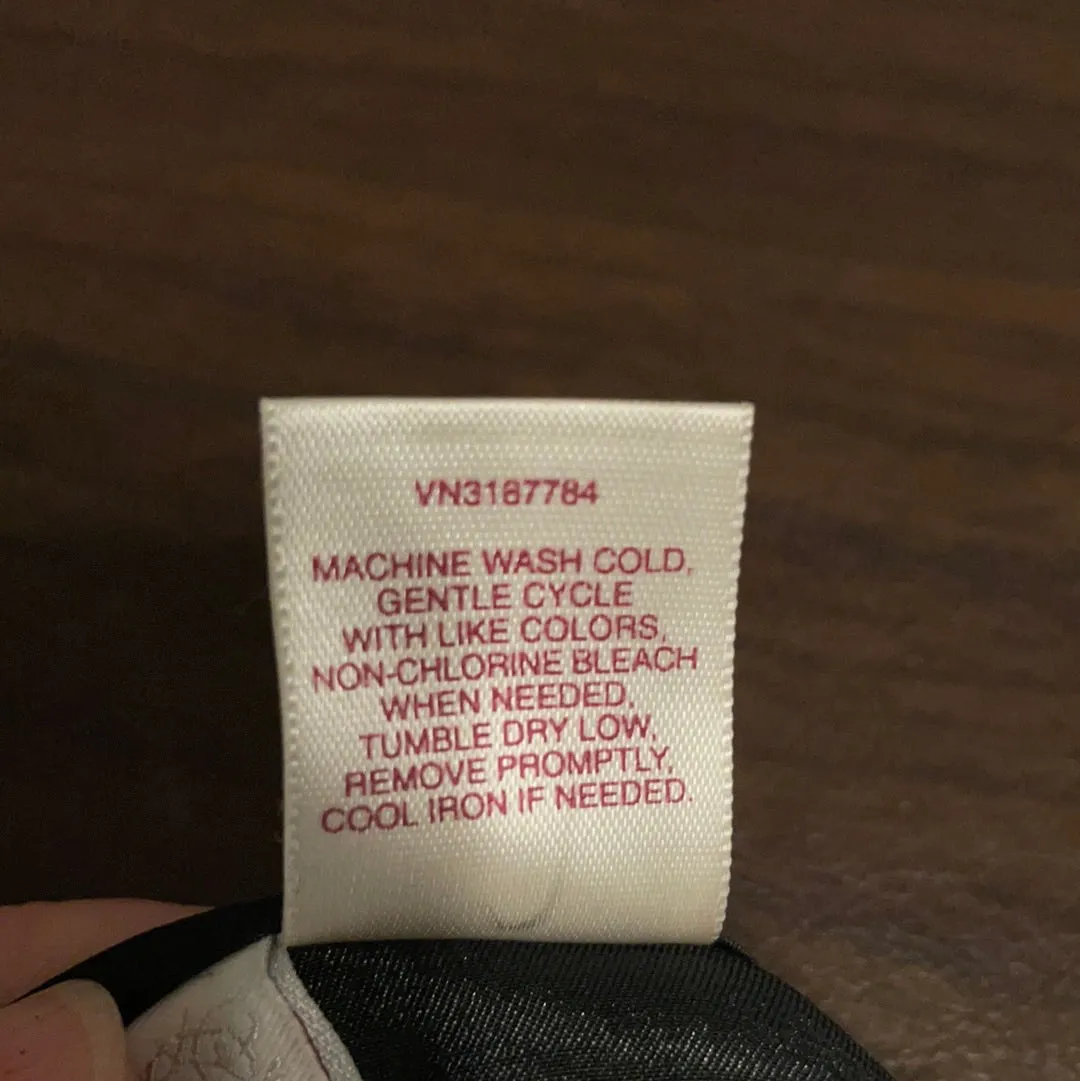 VN3187784
MACHINE WASH COLD,
GENTLE CYCLE
WITH LIKE COLORS,
NON-CHLORINE BLEACH
WHEN NEEDED,
TUMBLE DRY LOW,
REMOVE PROMPTLY,
COOL IRON IF NEEDED.